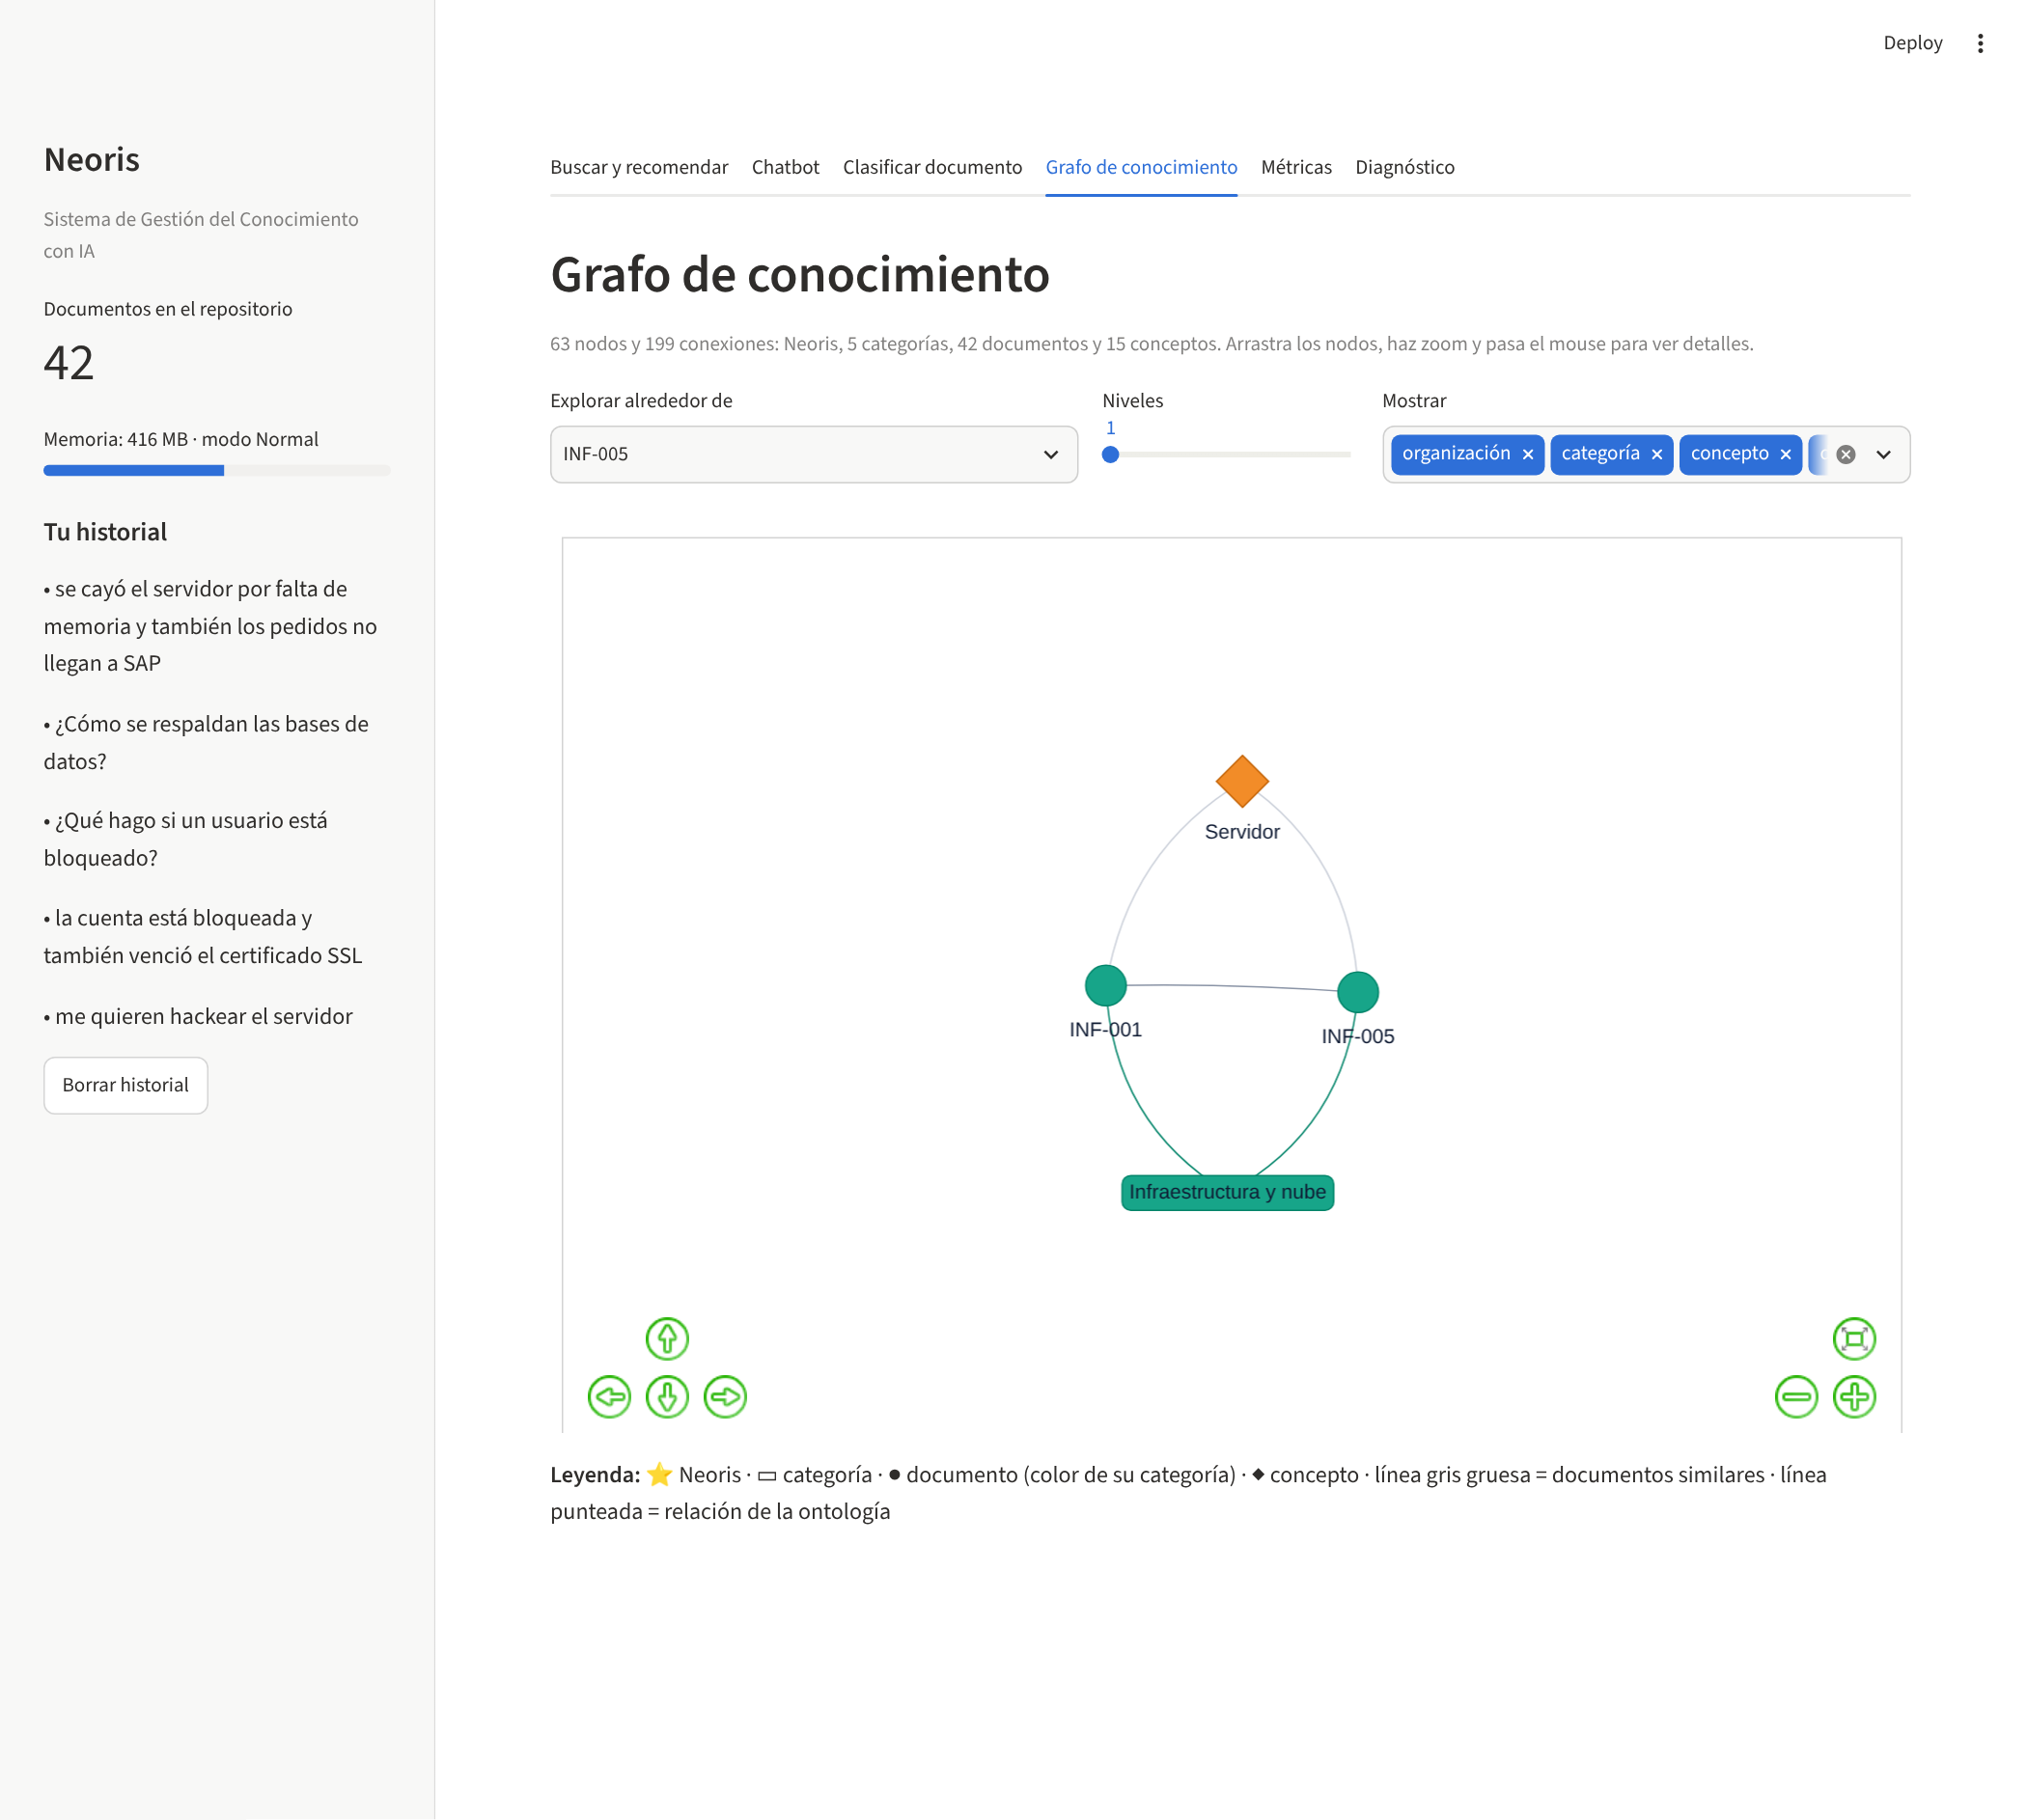 Deploy
Neoris
Sistema de Gestión del Conocimiento
con IA
Documentos en el repositorio
42
Memoria: 416 MB · modo Normal
Tu historial
• se cayó el servidor por falta de
memoria y también los pedidos no
llegan a SAP
• ¿Cómo se respaldan las bases de
datos?
• ¿Qué hago si un usuario está
bloqueado?
• la cuenta está bloqueada y
también venció el certificado SSL
• me quieren hackear el servidor
Borrar historial
Buscar y recomendar Chatbot Clasificar documento Grafo de conocimiento Métricas Diagnóstico
Grafo de conocimiento
63 nodos y 199 conexiones: Neoris, 5 categorías, 42 documentos y 15 conceptos. Arrastra los nodos, haz zoom y pasa el mouse para ver detalles.
Explorar alrededor de
INF-005
Niveles
1
Mostrar
organización categoría concepto
Servidor
INF-001
INF-005
Infraestructura y nube
Leyenda: ⭐ Neoris · ▭ categoría · ● documento (color de su categoría) · ◆ concepto · línea gris gruesa = documentos similares · línea
punteada = relación de la ontología